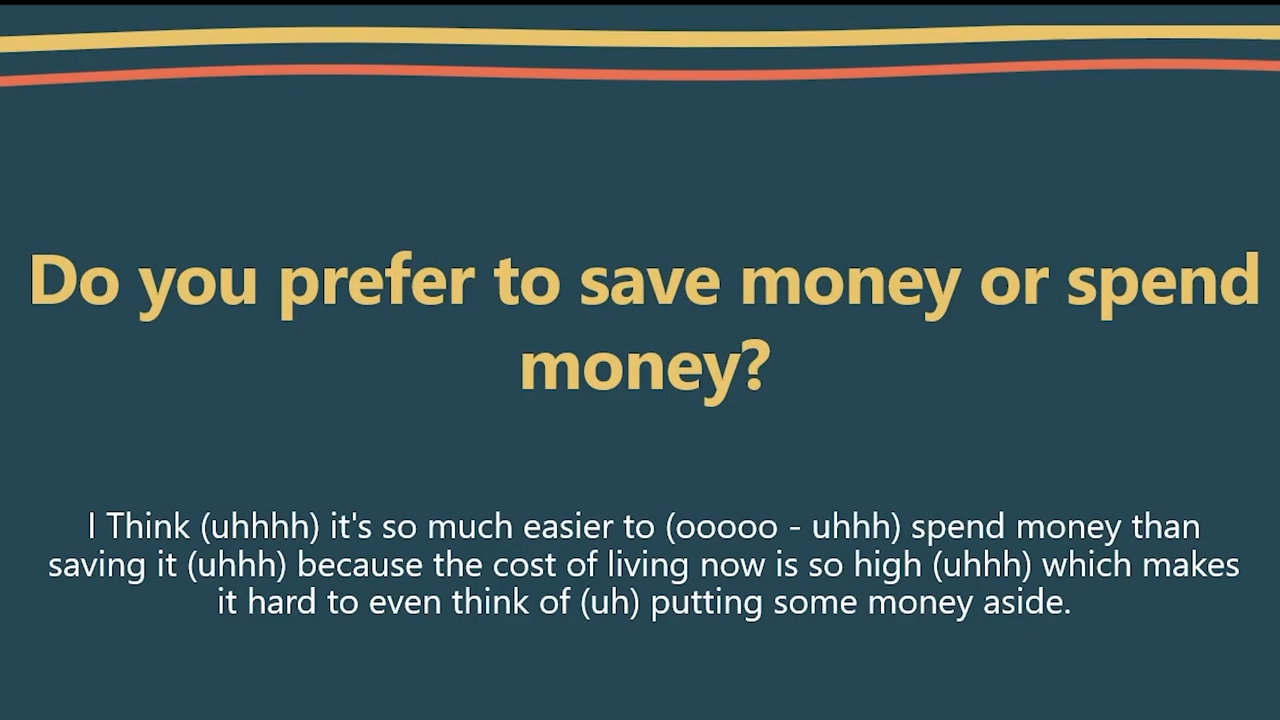 Do you prefer to save money or spend
money?
I Think (uhhhh) it's so much easier to (ooooo - uhhh) spend money than
saving it (uhhh) because the cost of living now is so high (uhhh) which makes
it hard to even think of (uh) putting some money aside.